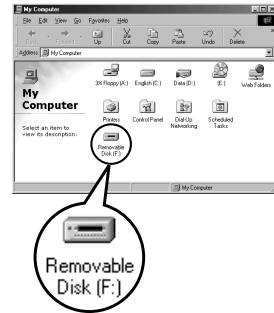 My Computer
File Edit View Go Favorites Help
Back Forward Up Cut Copy Paste Undo Delete
Address My Computer
My Computer
Select an item to
view its description.
3½ Floppy (A:) English (C:) Data (D:) (E:) Web Folders
Printers Control Panel Dial-Up Networking Scheduled Tasks
Removable Disk (F:)
My Computer
Removable
Disk (F:)